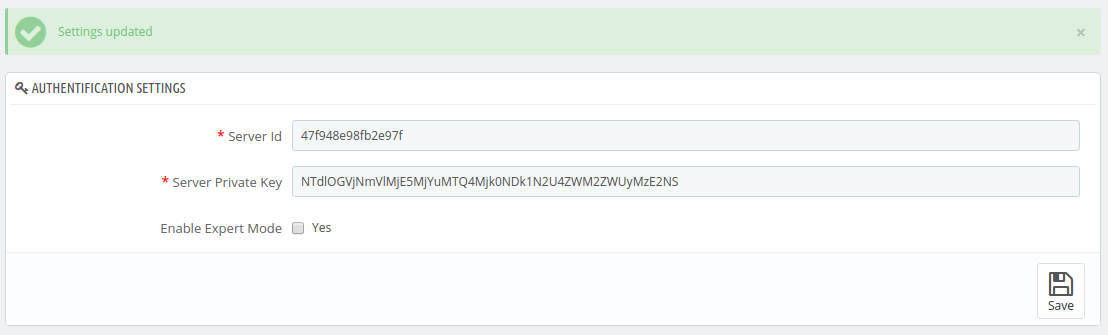 Settings updated ×
AUTHENTIFICATION SETTINGS
* Server Id 47f948e98fb2e97f
* Server Private Key NTdlOGVjNmVlMjE5MjYuMTQ4Mjk0NDk1N2U4ZWM2ZWUyMzE2NS
Enable Expert Mode Yes
Save